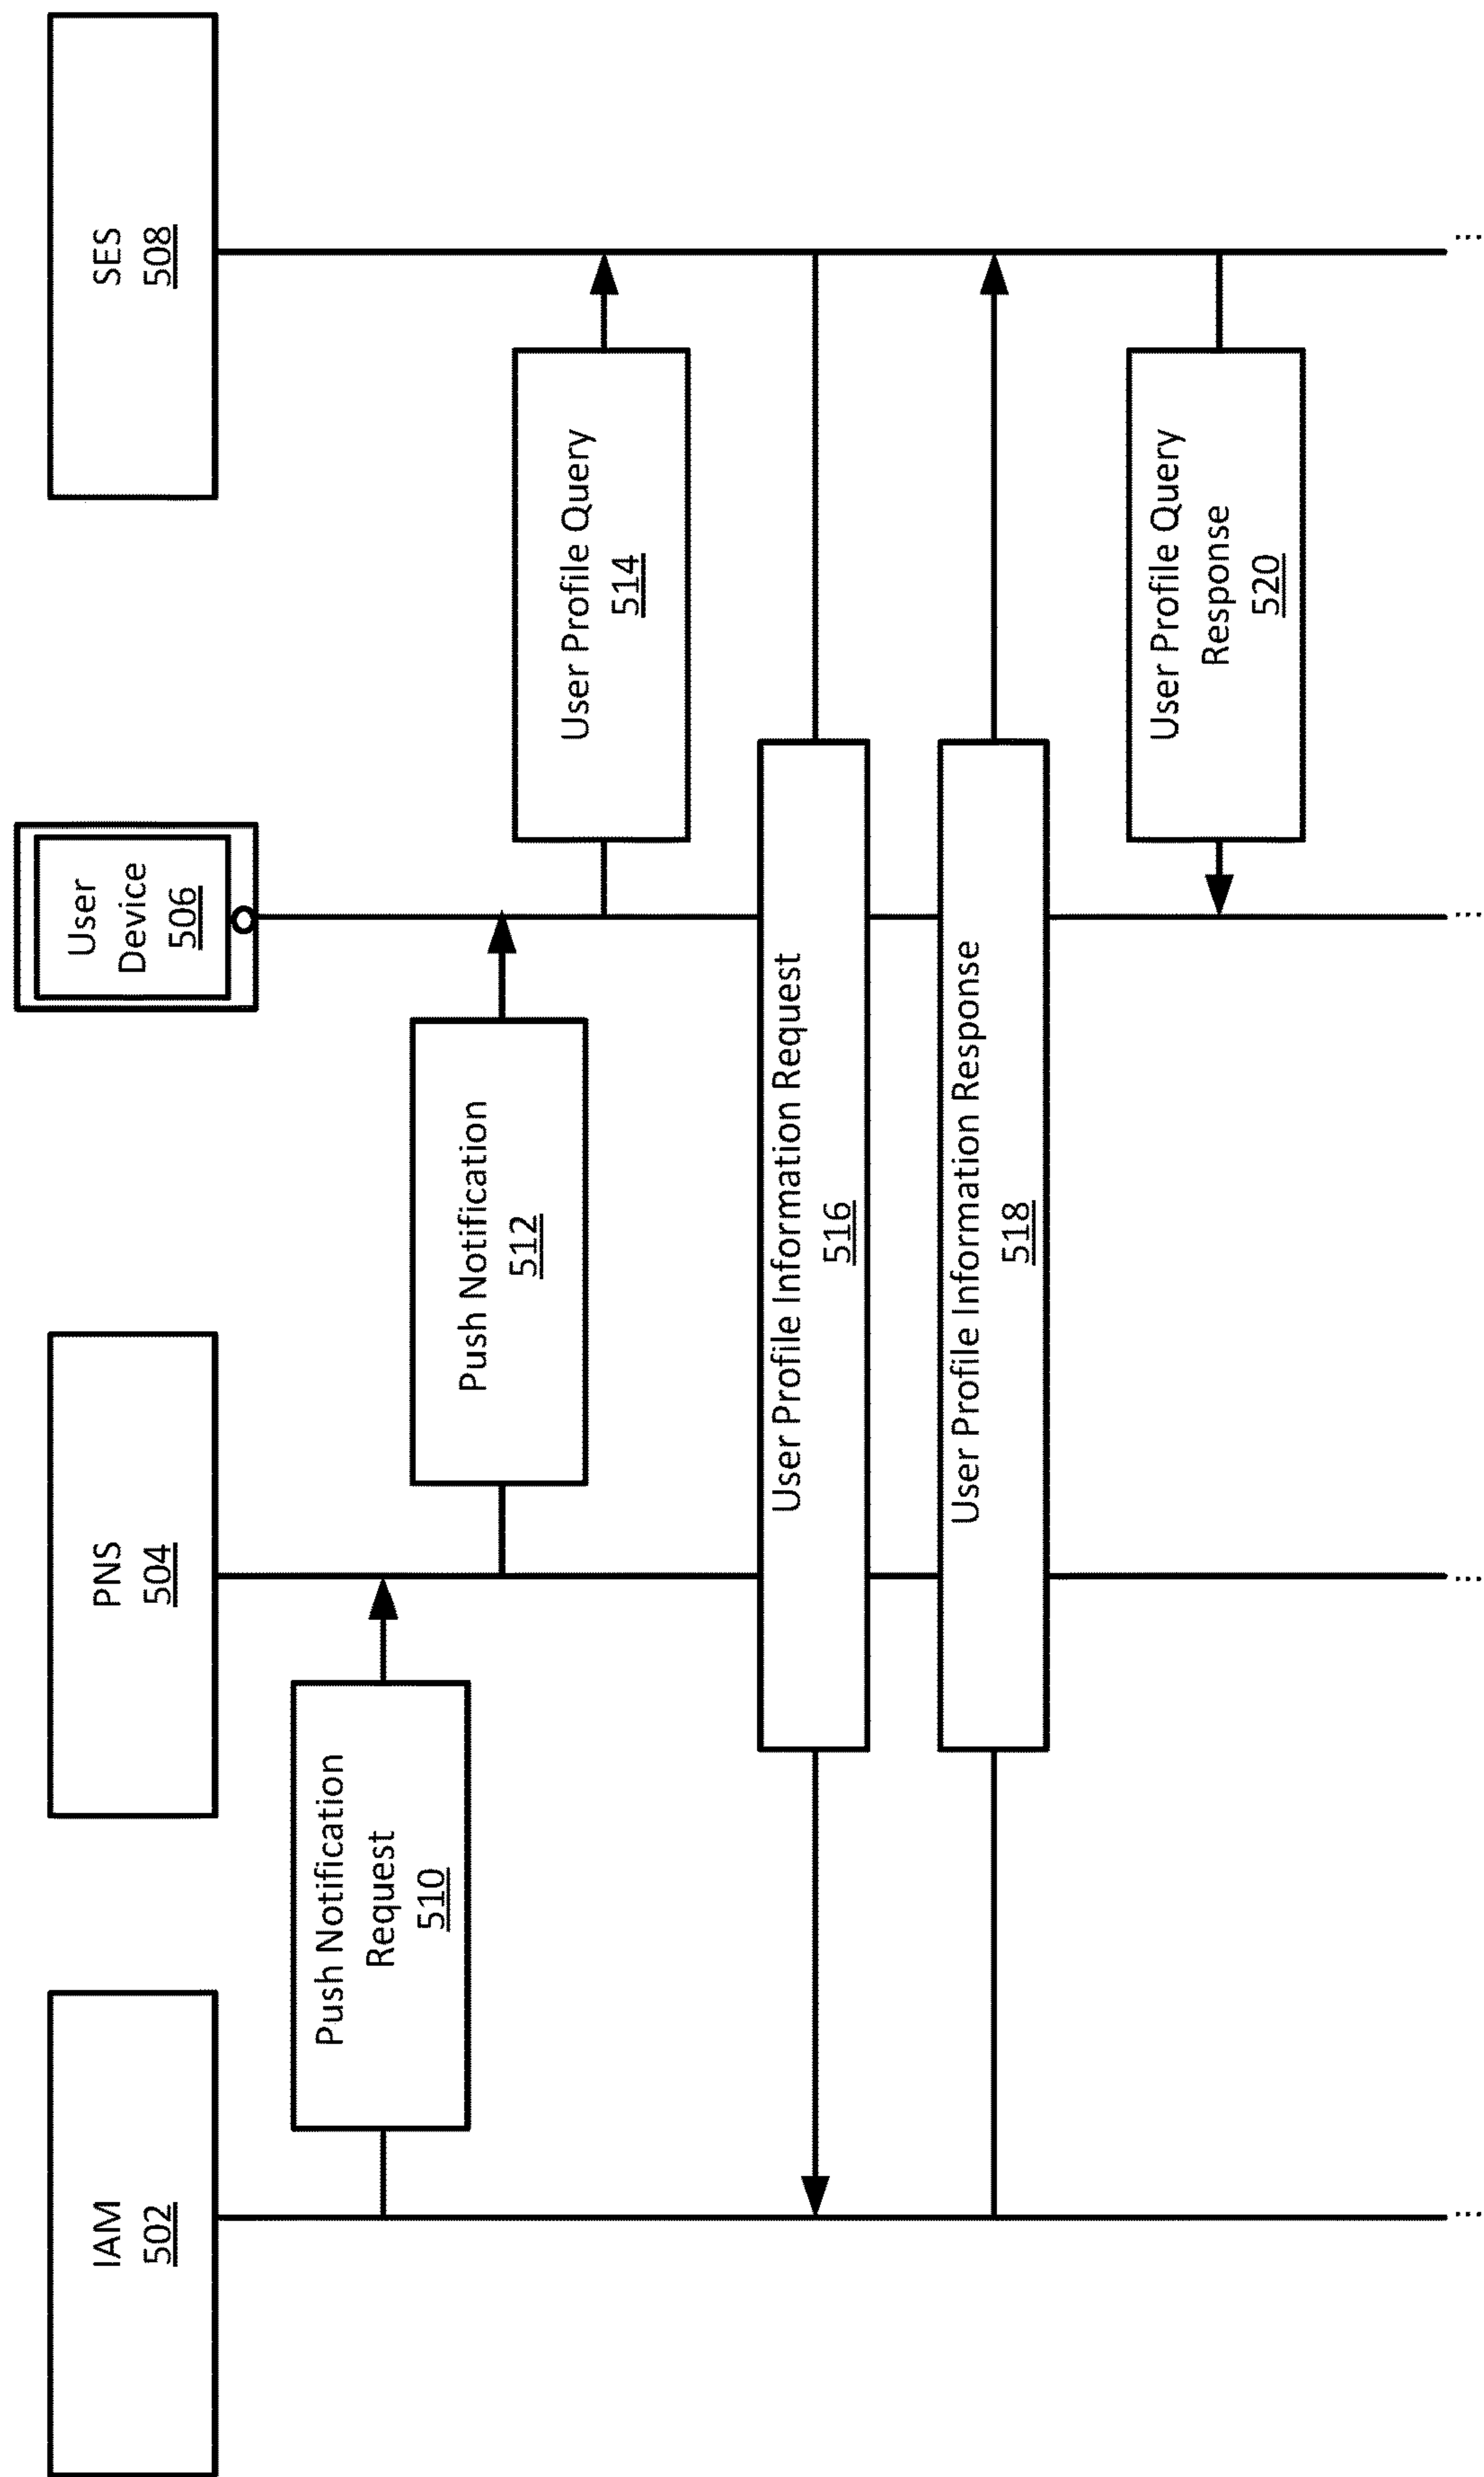 IAM
502
PNS
504
User
Device
506
SES
508
Push Notification
Request
510
Push Notification
512
User Profile Query
514
User Profile Information Request
516
User Profile Information Response
518
User Profile Query
Response
520
...
...
...
...